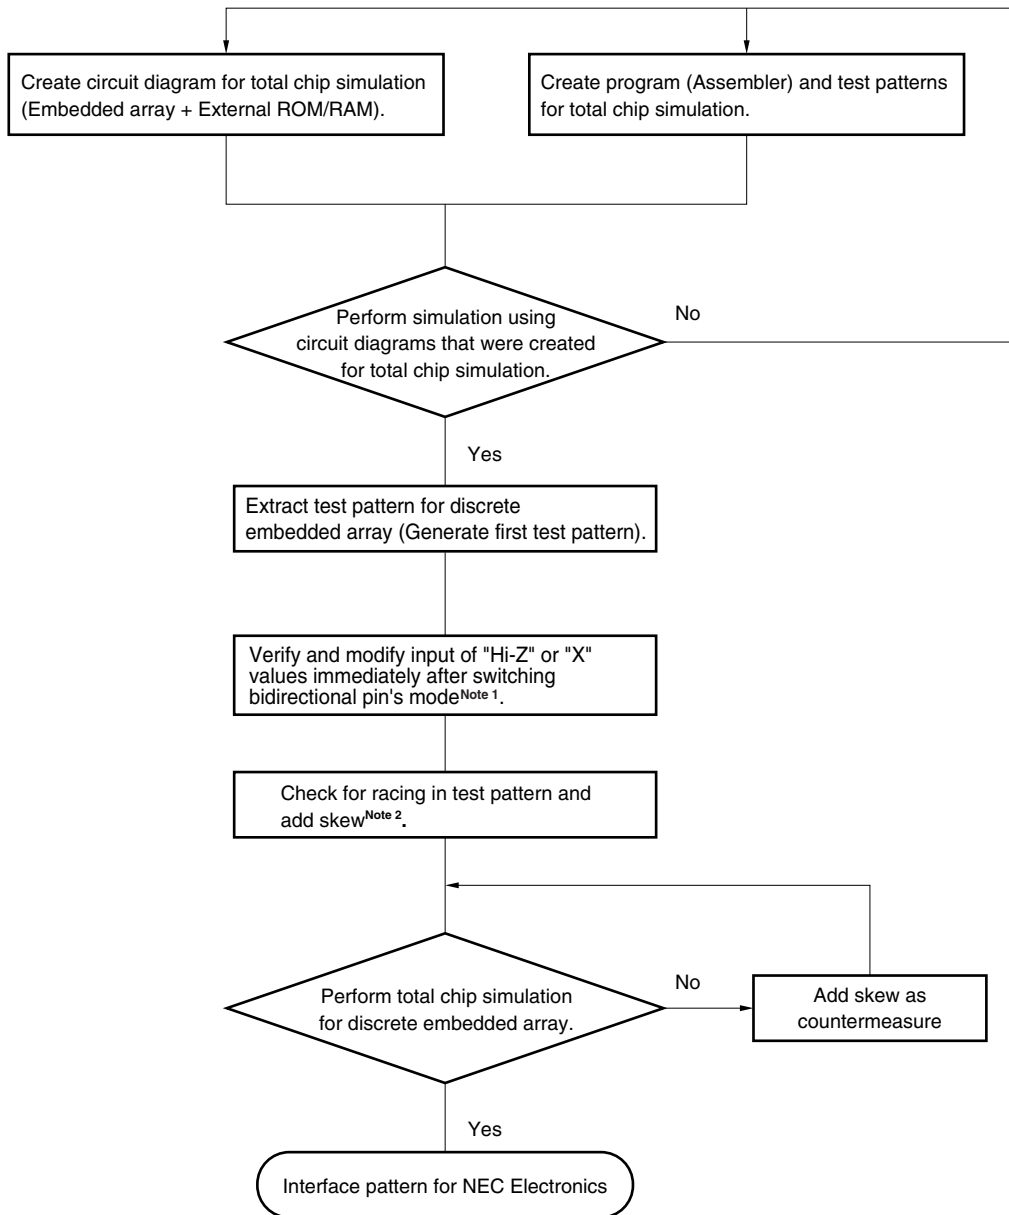 Create circuit diagram for total chip simulation
(Embedded array + External ROM/RAM).
Create program (Assembler) and test patterns
for total chip simulation.
Perform simulation using
circuit diagrams that were created
for total chip simulation.
No
Yes
Extract test pattern for discrete
embedded array (Generate first test pattern).
Verify and modify input of "Hi-Z" or "X"
values immediately after switching
bidirectional pin's mode Note 1.
Check for racing in test pattern and
add skew Note 2.
Perform total chip simulation
for discrete embedded array.
No
Add skew as
countermeasure
Yes
Interface pattern for NEC Electronics